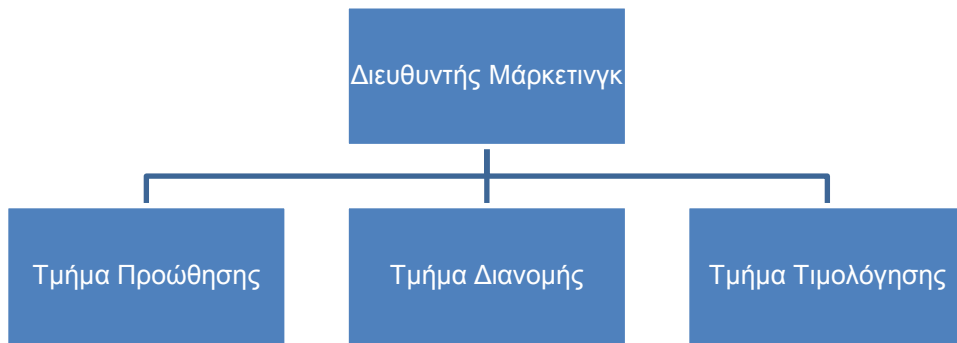 Διευθυντής Μάρκετινγκ
Τμήμα Προώθησης
Τμήμα Διανομής
Τμήμα Τιμολόγησης